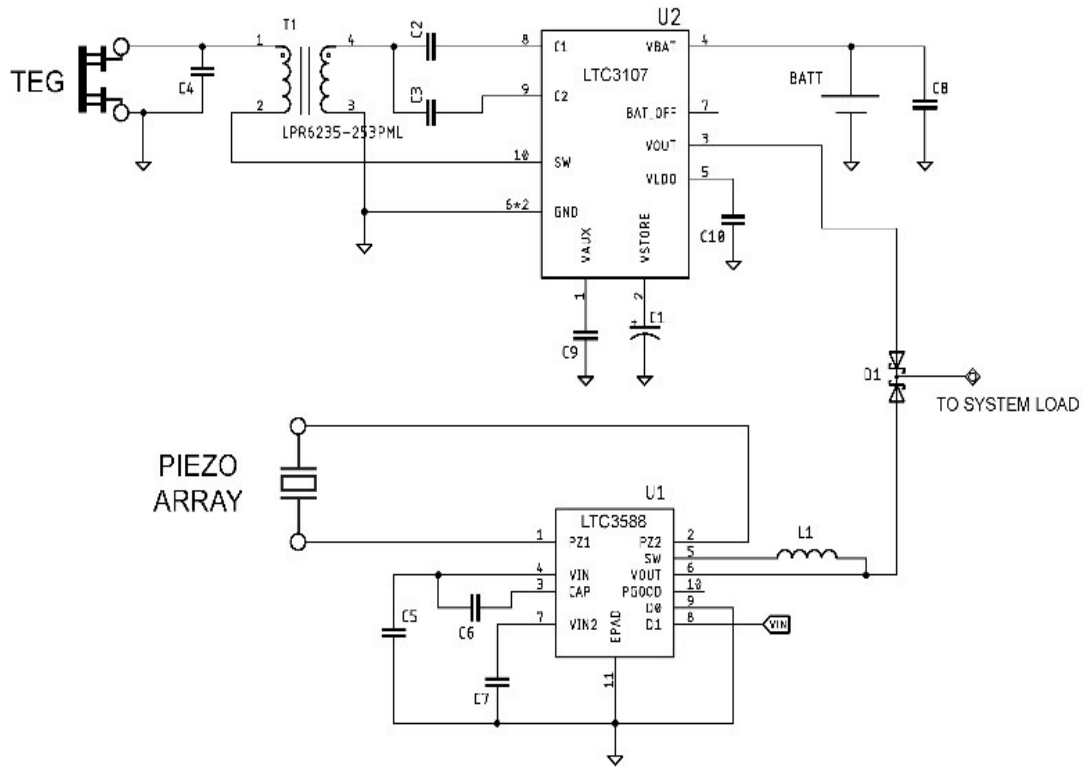 U2
T1
C2
1
4
8
C1
VBAT
4
TEG
C4
LTC3107
BATT
C8
C3
9
C2
BAT_OFF
7
2
3
LPR6235-253PML
VOUT
3
10
SW
VLDO
5
6*2
GND
C10
VAUX
VSTORE
1
2
C9
+
C1
D1
TO SYSTEM LOAD
PIEZO
ARRAY
U1
LTC3588
L1
1
PZ1
PZ2
2
SW
5
4
VIN
VOUT
6
3
CAP
PGOOD
10
D0
9
C5
C6
7
VIN2
D1
8
VIN
EPAD
C7
11